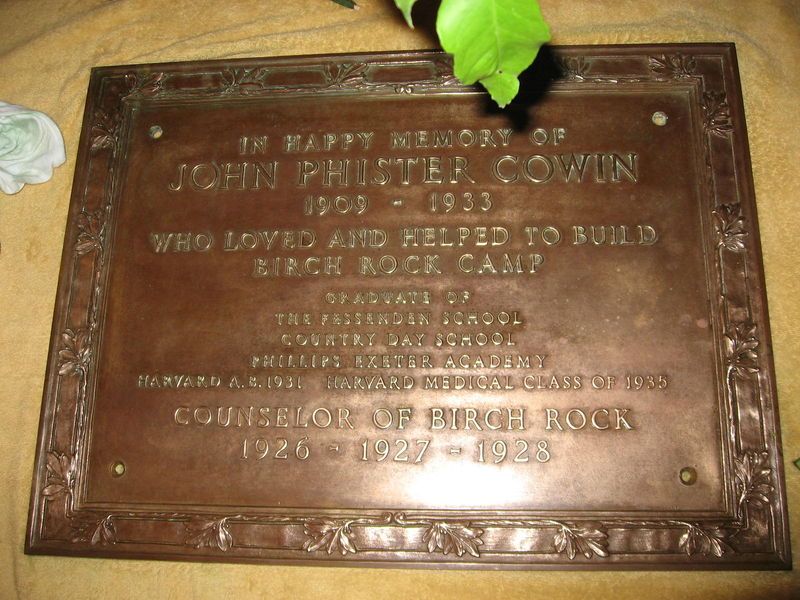 IN HAPPY MEMORY OF
JOHN PHISTER COWIN
1909 - 1933
WHO LOVED AND HELPED TO BUILD
BIRCH ROCK CAMP
GRADUATE OF
THE FESSENDEN SCHOOL
COUNTRY DAY SCHOOL
PHILLIPS EXETER ACADEMY
HARVARD A.B. 1931 HARVARD MEDICAL CLASS OF 1935
COUNSELOR OF BIRCH ROCK
1926 - 1927 - 1928